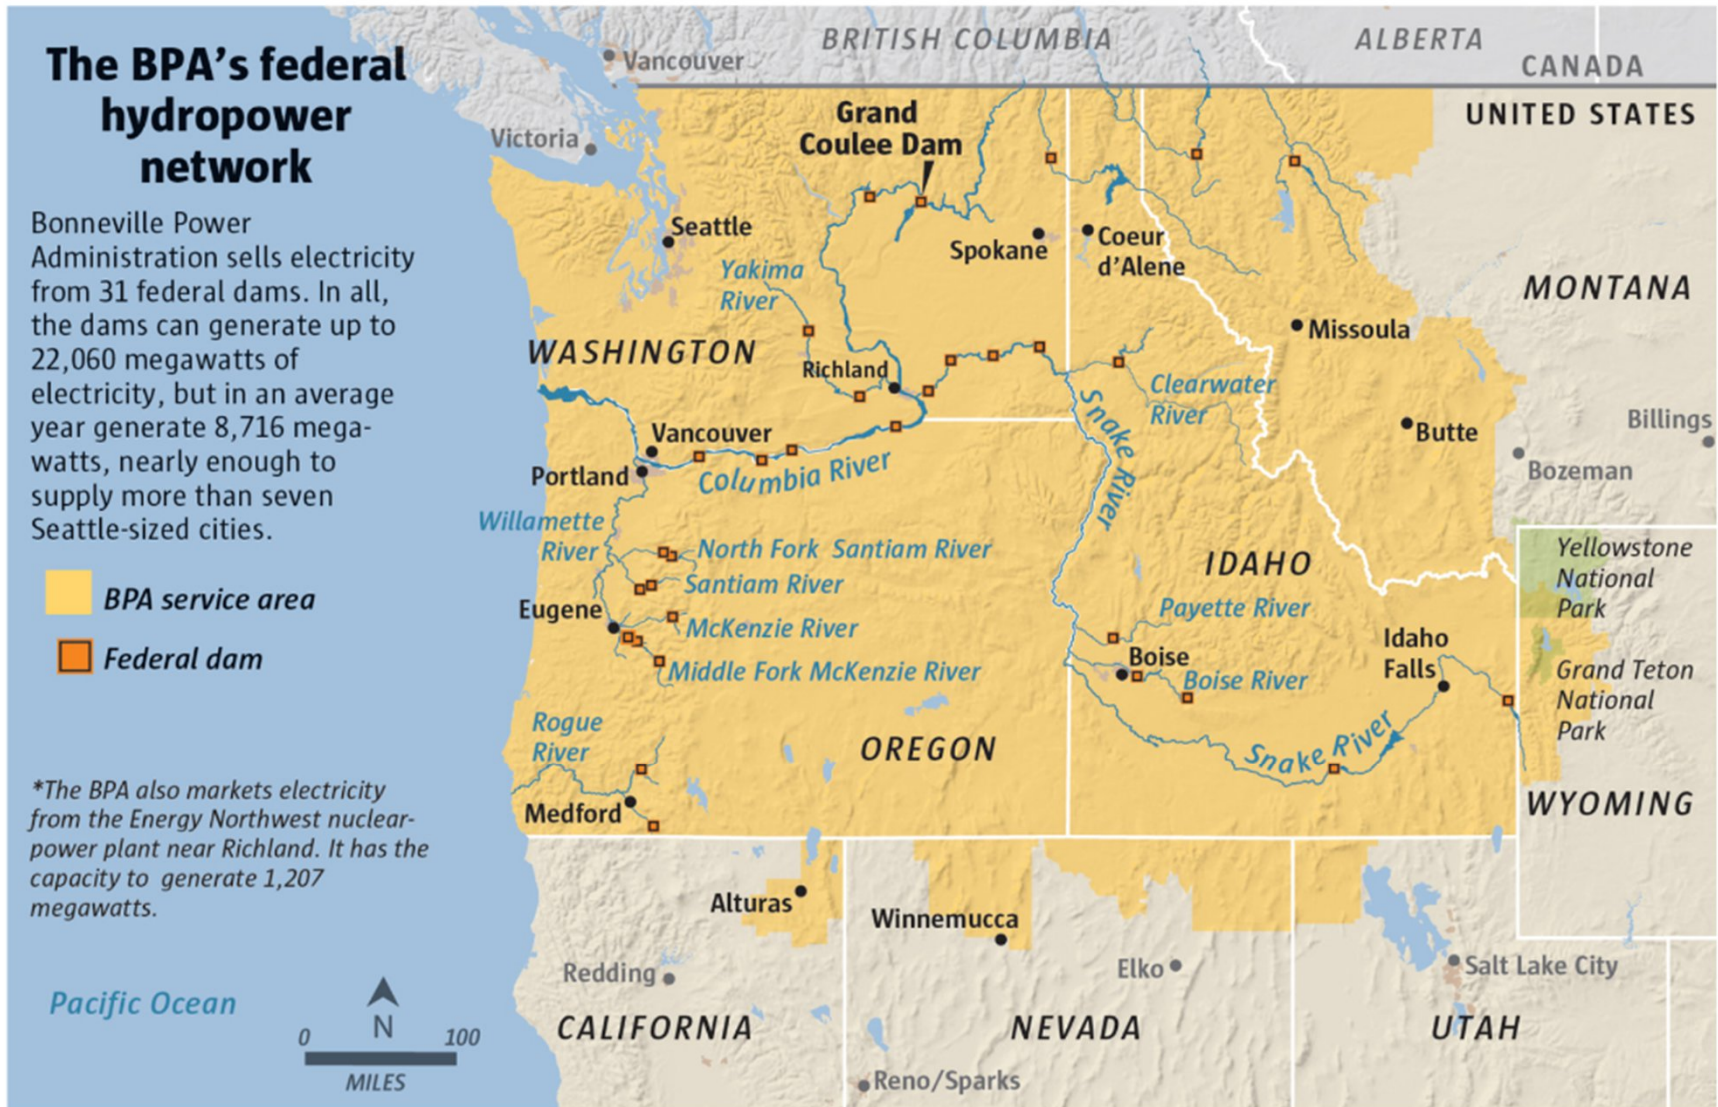 The BPA's federal
hydropower
network
Bonneville Power
Administration sells electricity
from 31 federal dams. In all,
the dams can generate up to
22,060 megawatts of
electricity, but in an average
year generate 8,716 mega-
watts, nearly enough to
supply more than seven
Seattle-sized cities.
BPA service area
Federal dam
*The BPA also markets electricity
from the Energy Northwest nuclear-
power plant near Richland. It has the
capacity to generate 1,207
megawatts.
Pacific Ocean
N
0 100
MILES
BRITISH COLUMBIA
ALBERTA
CANADA
Vancouver
UNITED STATES
Victoria
Grand
Coulee Dam
Seattle
Spokane
Coeur
d'Alene
Yakima
River
MONTANA
Missoula
WASHINGTON
Richland
Clearwater
River
Snake River
Butte
Billings
Bozeman
Vancouver
Portland
Columbia River
Willamette
River
North Fork Santiam River
Santiam River
Eugene
McKenzie River
Middle Fork McKenzie River
IDAHO
Payette River
Boise
Boise River
Idaho
Falls
Yellowstone
National
Park
Grand Teton
National
Park
Rogue
River
OREGON
Snake River
Medford
WYOMING
Alturas
Winnemucca
Redding
Elko
Salt Lake City
CALIFORNIA
NEVADA
UTAH
Reno/Sparks